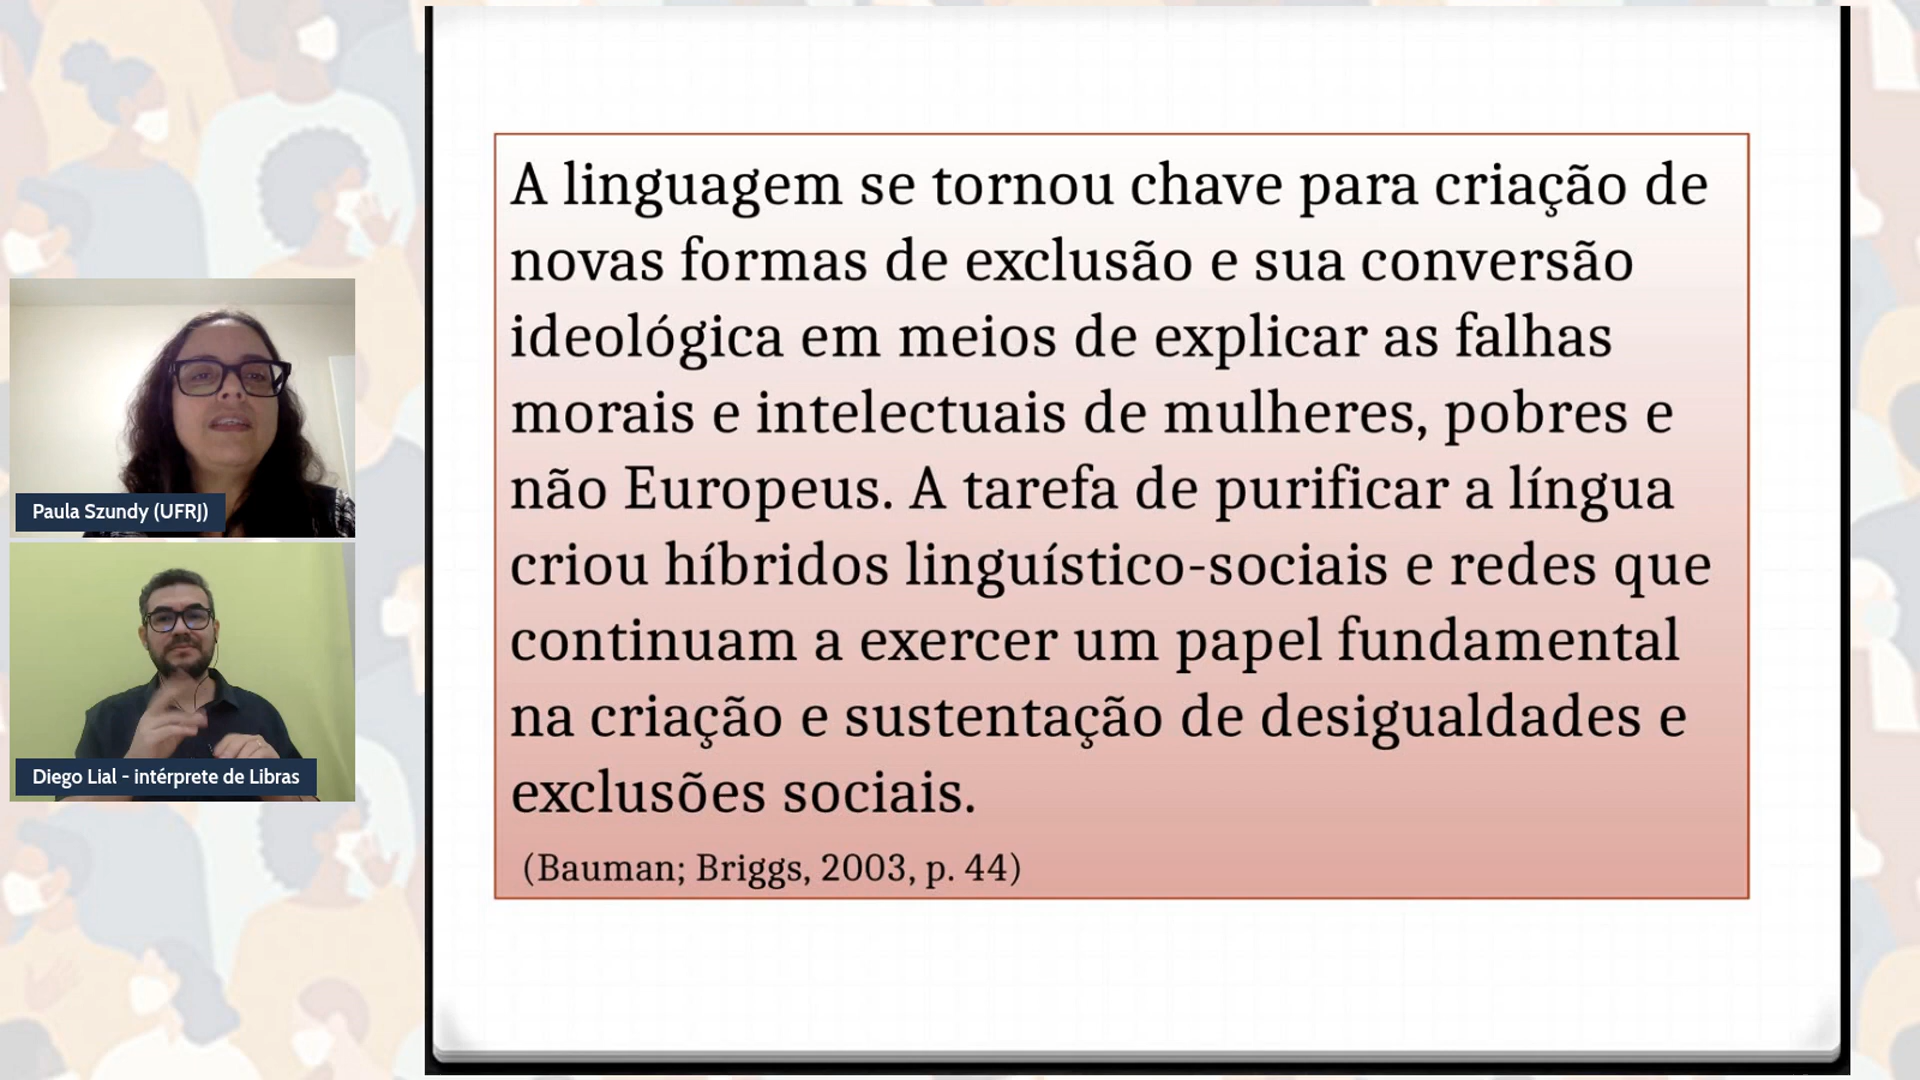 A linguagem se tornou chave para criação de
novas formas de exclusão e sua conversão
ideológica em meios de explicar as falhas
morais e intelectuais de mulheres, pobres e
não Europeus. A tarefa de purificar a língua
criou híbridos linguístico-sociais e redes que
continuam a exercer um papel fundamental
na criação e sustentação de desigualdades e
exclusões sociais.
(Bauman; Briggs, 2003, p. 44)
Paula Szundy (UFRJ)
Diego Lial - intérprete de Libras